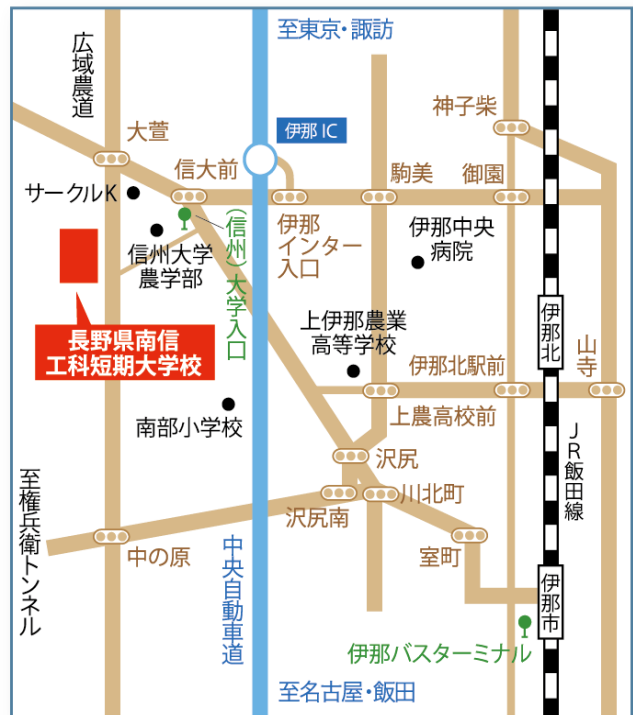 至東京・諏訪
広域農道
神子柴
伊那 IC
大萱
信大前
駒美
御園
サークルK
伊那
インター
入口
信州大学
農学部
(信州)大学入口
伊那中央
病院
長野県南信
工科短期大学校
上伊那農業
高等学校
伊那北
伊那北駅前
山寺
南部小学校
上農高校前
JR飯田線
沢尻
至権兵衛トンネル
沢尻南
川北町
中の原
中央自動車道
室町
伊那市
伊那バスターミナル
至名古屋・飯田